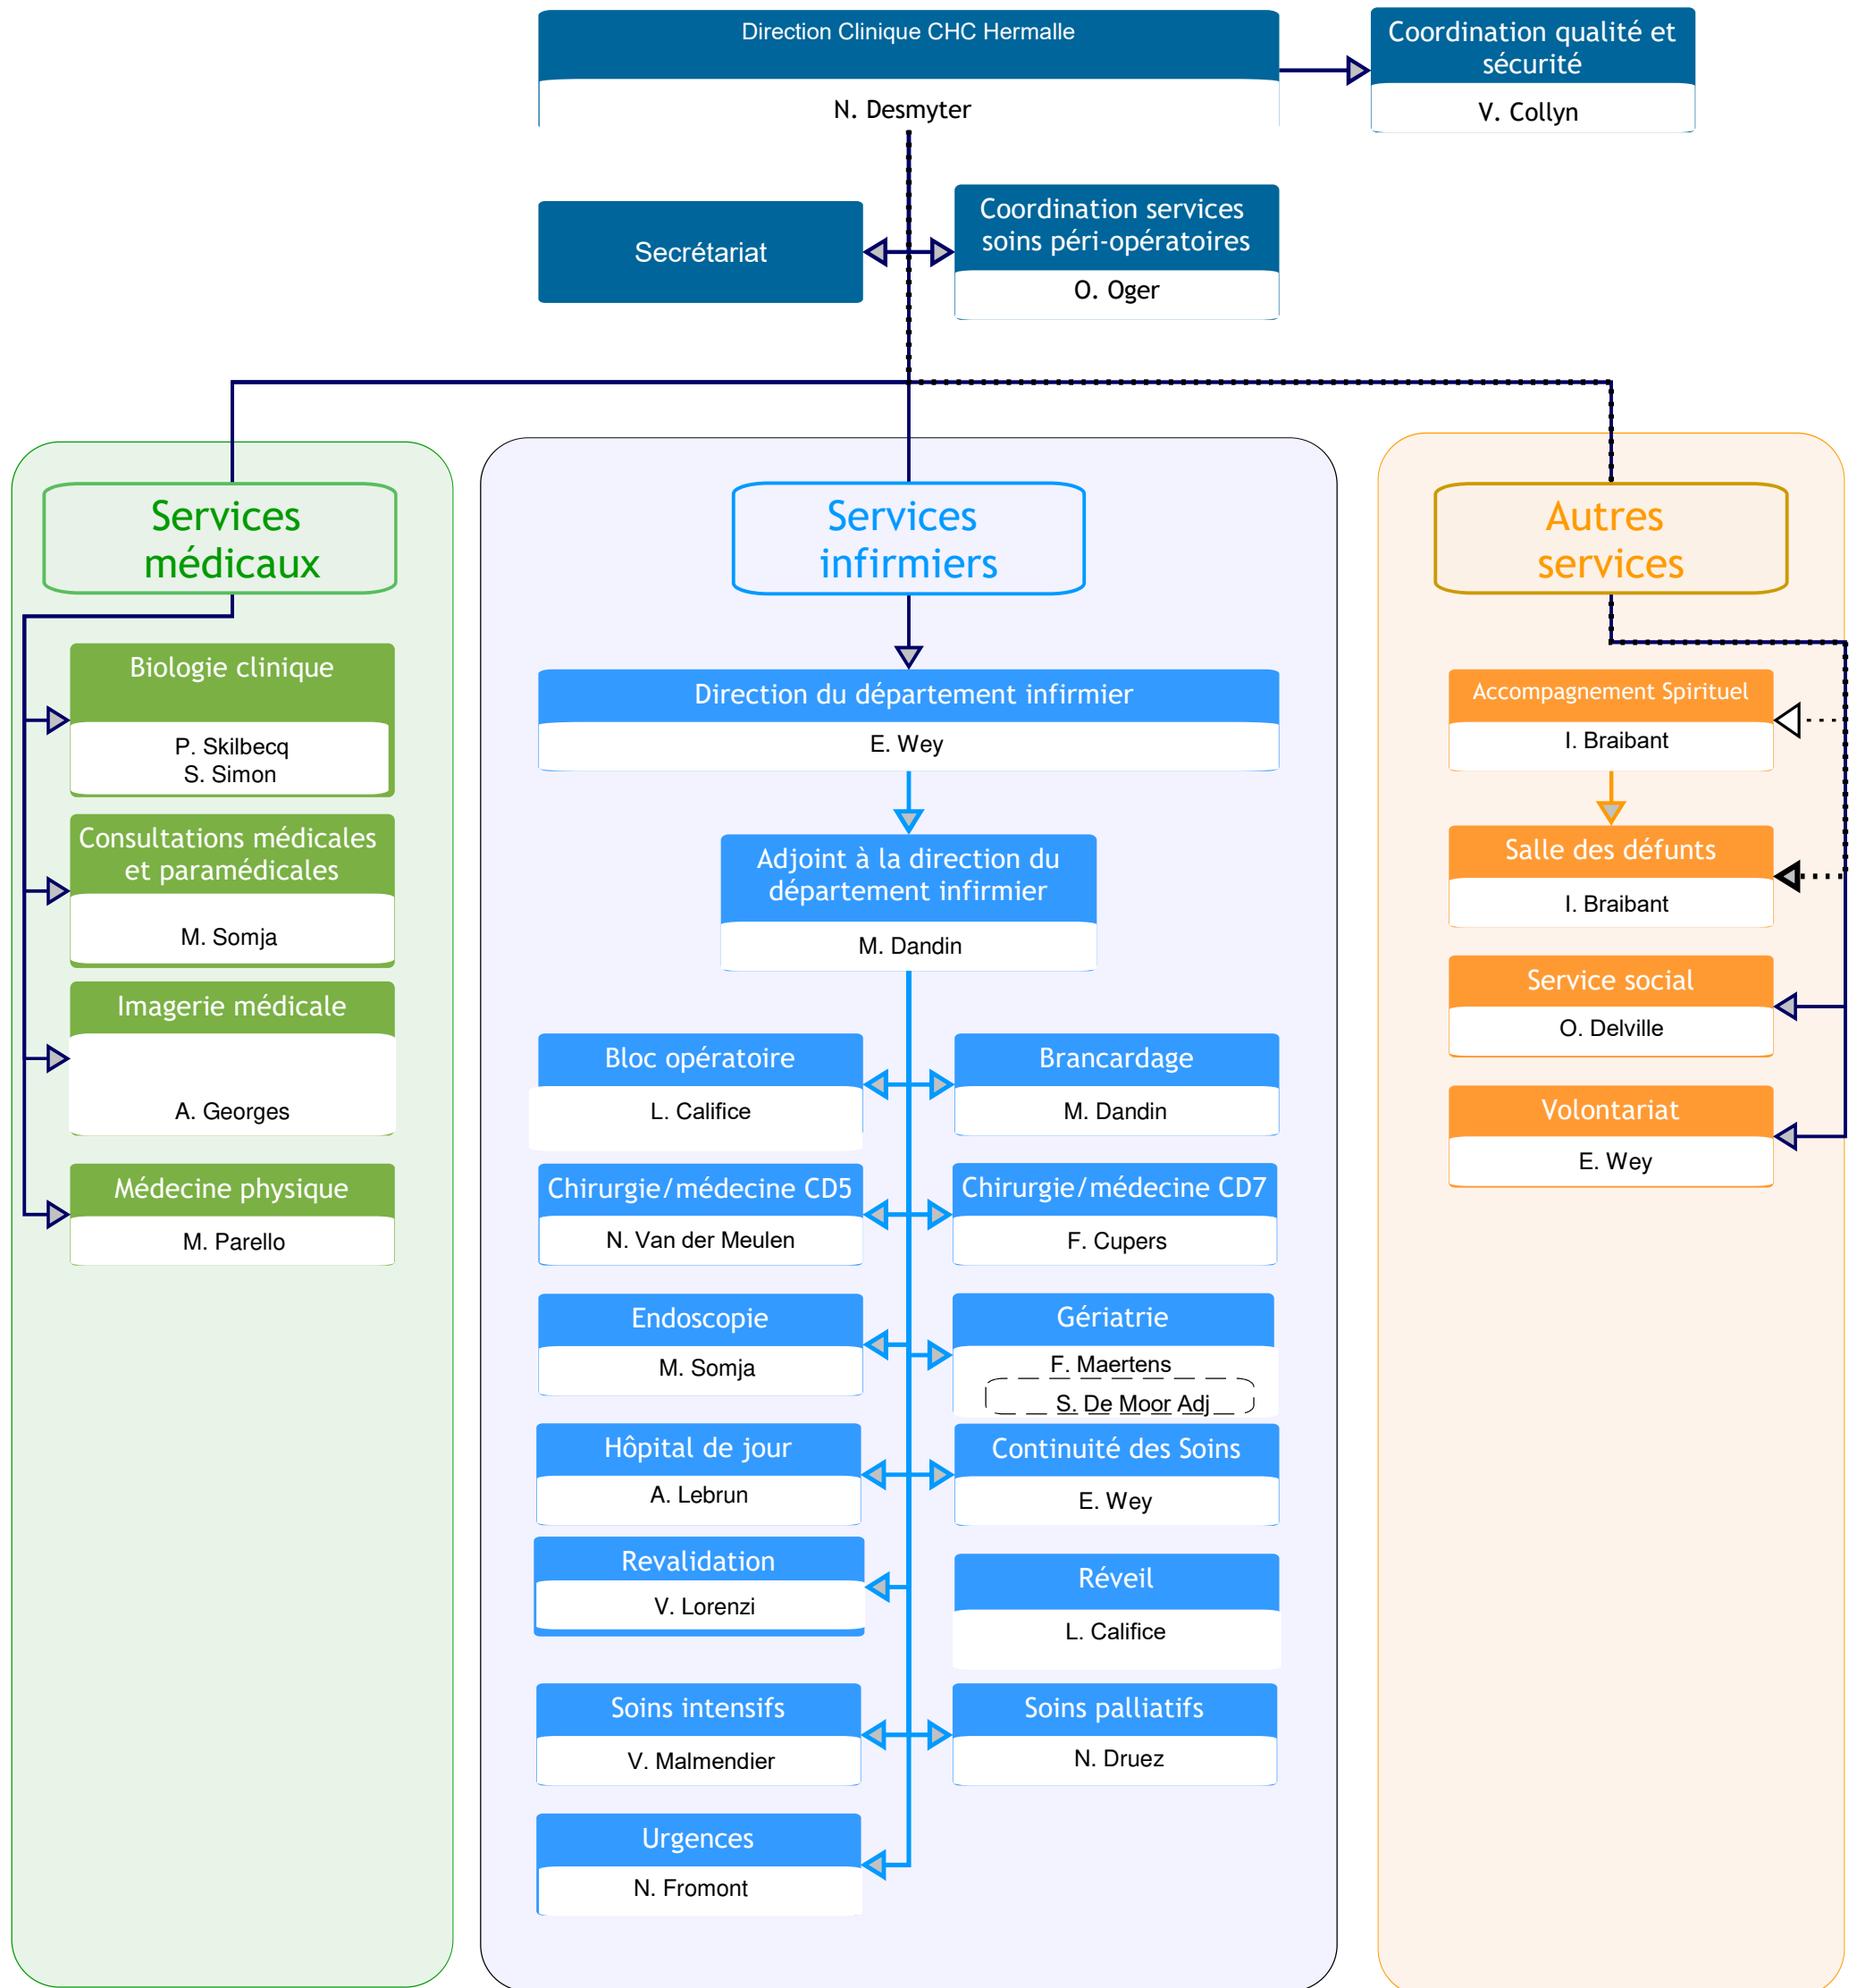 Direction Clinique CHC Hermalle
N. Desmyter
Coordination qualité et
sécurité
V. Collyn
Secrétariat
Coordination services
soins péri-opératoires
O. Oger
Services
médicaux
Biologie clinique
P. Skilbecq
S. Simon
Consultations médicales
et paramédicales
M. Somja
Imagerie médicale
A. Georges
Médecine physique
M. Parello
Services
infirmiers
Direction du département infirmier
E. Wey
Adjoint à la direction du
département infirmier
M. Dandin
Bloc opératoire
L. Califice
Brancardage
M. Dandin
Chirurgie/médecine CD5
N. Van der Meulen
Chirurgie/médecine CD7
F. Cupers
Endoscopie
M. Somja
Gériatrie
F. Maertens
S. De Moor Adj
Hôpital de jour
A. Lebrun
Continuité des Soins
E. Wey
Revalidation
V. Lorenzi
Réveil
L. Califice
Soins intensifs
V. Malmendier
Soins palliatifs
N. Druez
Urgences
N. Fromont
Autres
services
Accompagnement Spirituel
I. Braibant
Salle des défunts
I. Braibant
Service social
O. Delville
Volontariat
E. Wey